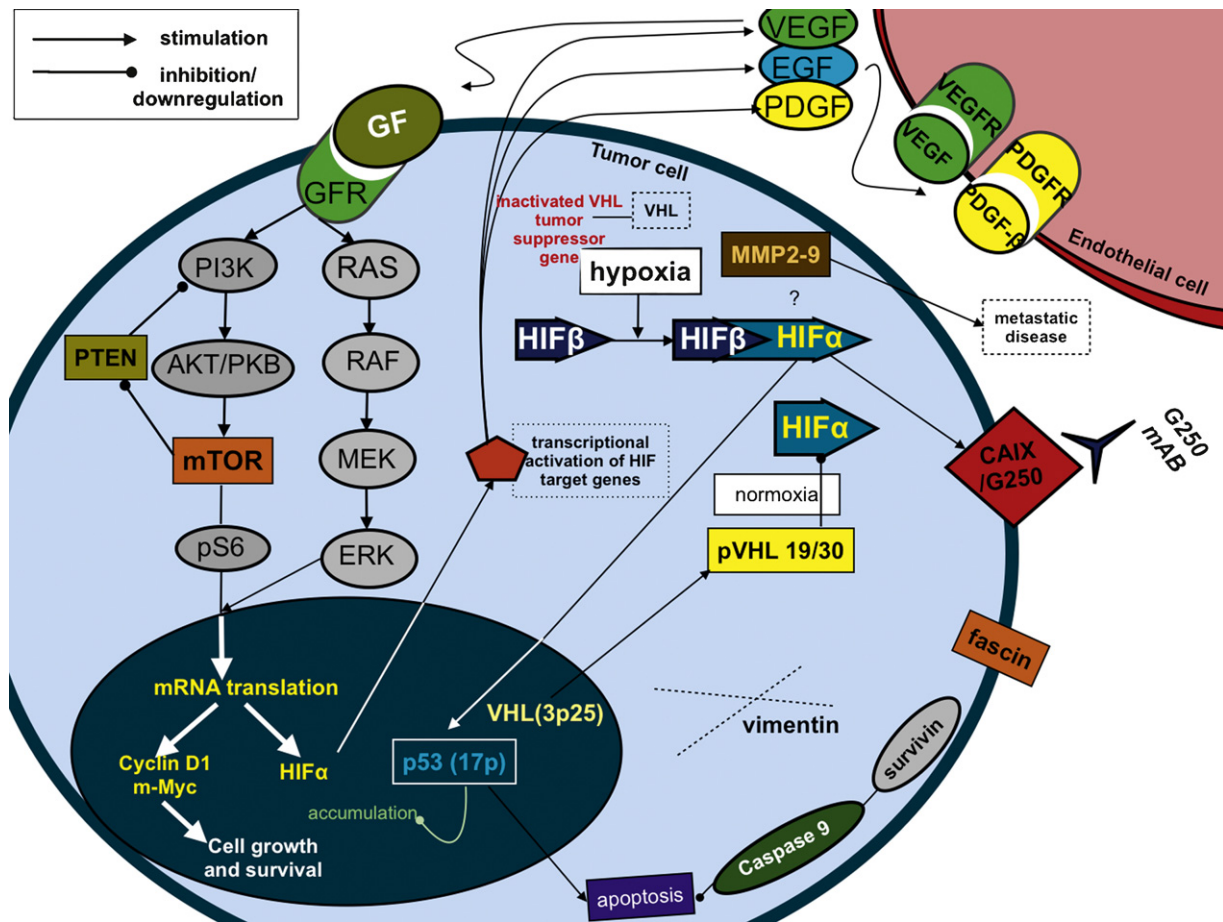 stimulation
inhibition/
downregulation
VEGF
EGF
PDGF
GF
GFR
VEGFR
VEGF
PDGFR
PDGF-β
Endothelial cell
Tumor cell
inactivated VHL
tumor
suppressor
gene
VHL
hypoxia
MMP2-9
?
metastatic
disease
PI3K
RAS
HIFβ
HIFβ
HIFα
PTEN
AKT/PKB
RAF
HIFα
G250
mAB
CAIX
/G250
mTOR
MEK
transcriptional
activation of HIF
target genes
normoxia
pS6
ERK
pVHL 19/30
fascin
mRNA translation
VHL(3p25)
vimentin
survivin
Cyclin D1
m-Myc
HIFα
p53 (17p)
accumulation
Cell growth
and survival
Caspase 9
apoptosis